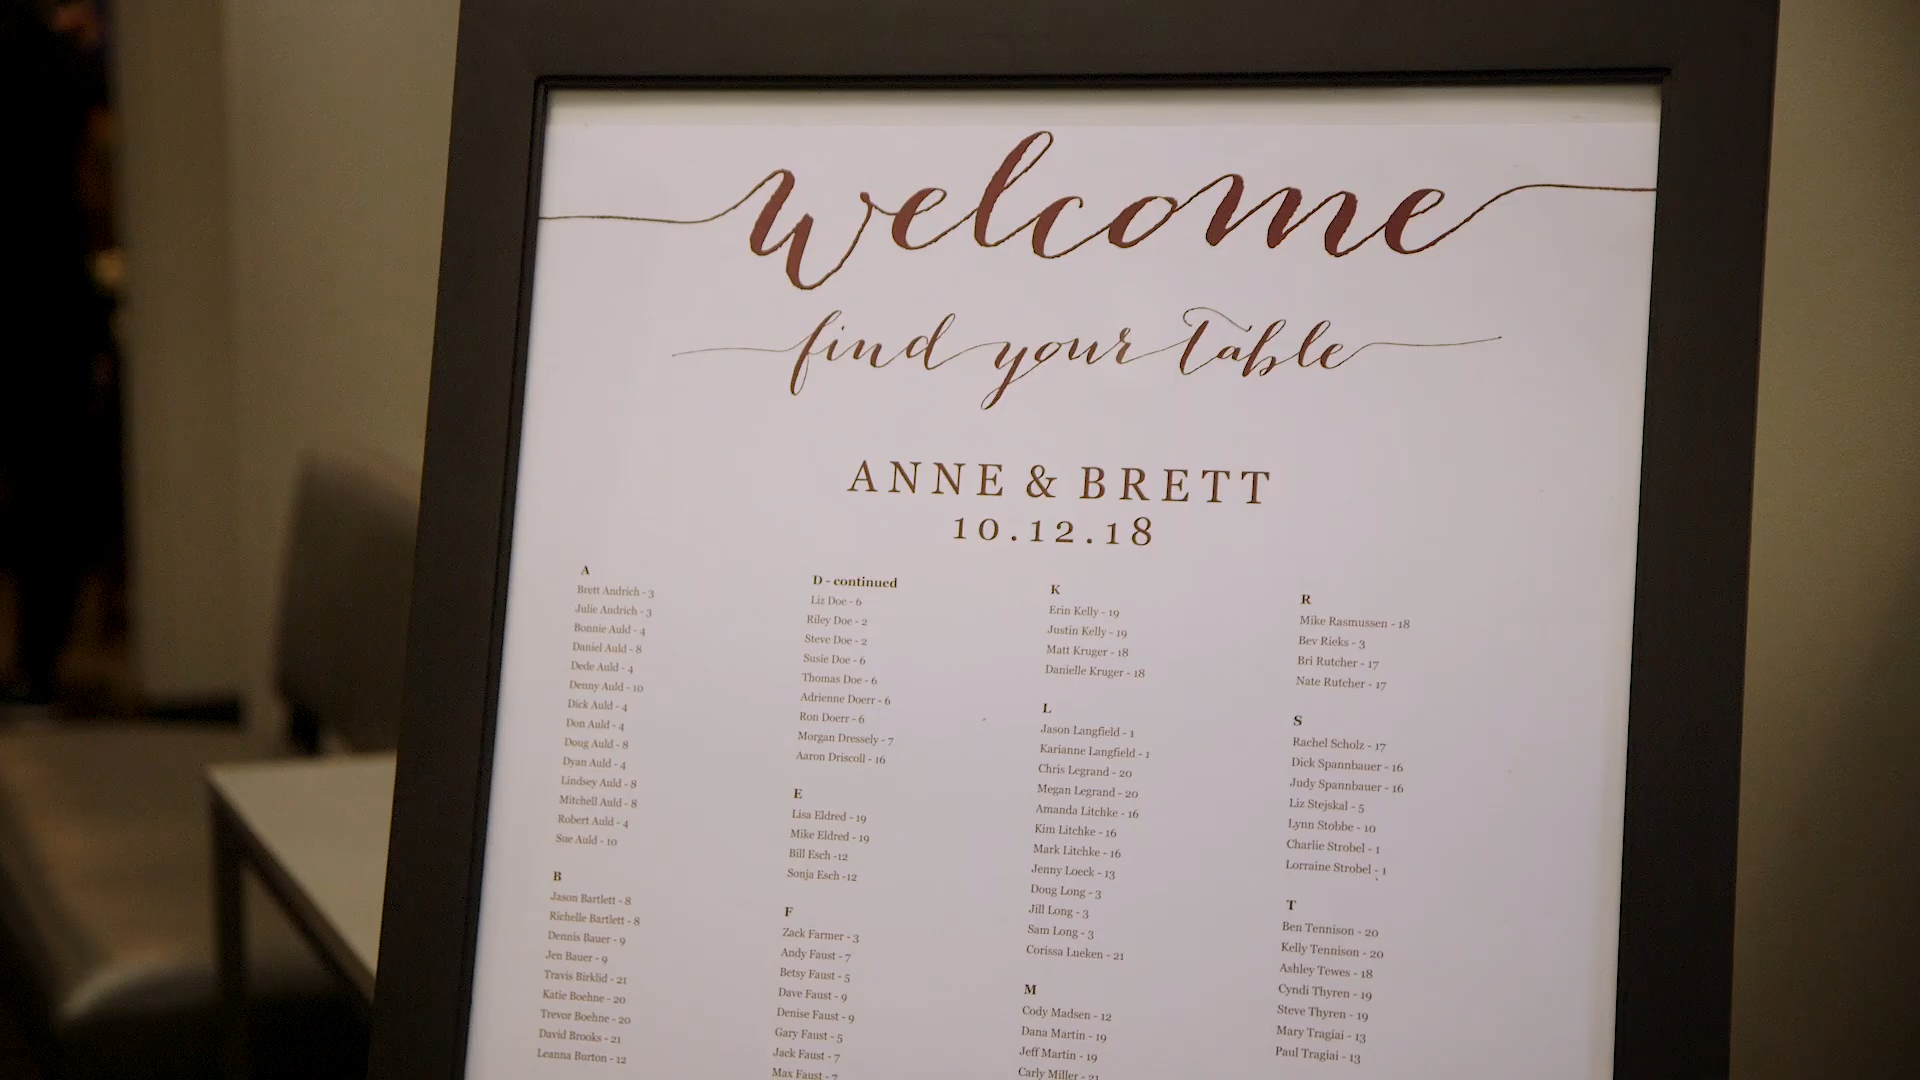 welcome
find your table
ANNE & BRETT
10.12.18
A
Brett Andrich - 3
Julie Andrich - 3
Bonnie Auld - 4
Daniel Auld - 8
Dede Auld - 4
Denny Auld - 10
Dick Auld - 4
Don Auld - 4
Doug Auld - 8
Dyan Auld - 4
Lindsey Auld - 8
Mitchell Auld - 8
Robert Auld - 4
Sue Auld - 10
B
Jason Bartlett - 8
Richelle Bartlett - 8
Dennis Bauer - 9
Jen Bauer - 9
Travis Birklid - 21
Katie Boehne - 20
Trevor Boehne - 20
David Brooks - 21
Leanna Burton - 12
D - continued
Liz Doe - 6
Riley Doe - 2
Steve Doe - 2
Susie Doe - 6
Thomas Doe - 6
Adrienne Doerr - 6
Ron Doerr - 6
Morgan Dressely - 7
Aaron Driscoll - 16
E
Lisa Eldred - 19
Mike Eldred - 19
Bill Esch -12
Sonja Esch -12
F
Zack Farmer - 3
Andy Faust - 7
Betsy Faust - 5
Dave Faust - 9
Denise Faust - 9
Gary Faust - 5
Jack Faust - 7
Max Faust - 7
K
Erin Kelly - 19
Justin Kelly - 19
Matt Kruger - 18
Danielle Kruger - 18
L
Jason Langfield - 1
Karianne Langfield - 1
Chris Legrand - 20
Megan Legrand - 20
Amanda Litchke - 16
Kim Litchke - 16
Mark Litchke - 16
Jenny Loeck - 13
Doug Long - 3
Jill Long - 3
Sam Long - 3
Corissa Lueken - 21
M
Cody Madsen - 12
Dana Martin - 19
Jeff Martin - 19
Carly Miller - 21
R
Mike Rasmussen - 18
Bev Rieks - 3
Bri Rutcher - 17
Nate Rutcher - 17
S
Rachel Scholz - 17
Dick Spannbauer - 16
Judy Spannbauer - 16
Liz Stejskal - 5
Lynn Stobbe - 10
Charlie Strobel - 1
Lorraine Strobel - 1
T
Ben Tennison - 20
Kelly Tennison - 20
Ashley Tewes - 18
Cyndi Thyren - 19
Steve Thyren - 19
Mary Tragiai - 13
Paul Tragiai - 13